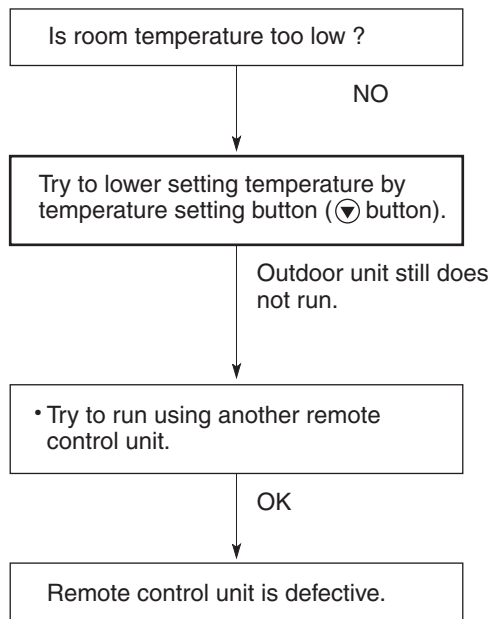 Is room temperature too low ?
NO
Try to lower setting temperature by
temperature setting button (▼ button).
Outdoor unit still does
not run.
• Try to run using another remote
control unit.
OK
Remote control unit is defective.